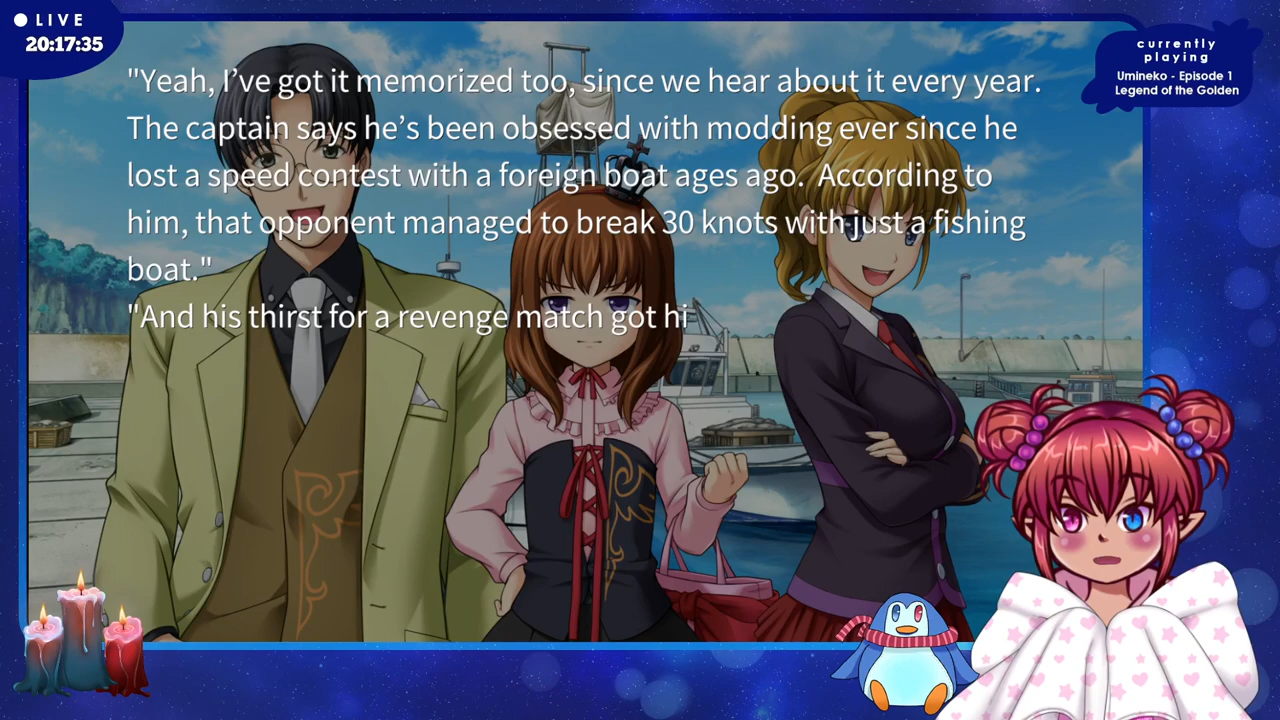 LIVE
20:17:35
currently
playing
Umineko - Episode 1
Legend of the Golden
"Yeah, I’ve got it memorized too, since we hear about it every year.
The captain says he’s been obsessed with modding ever since he
lost a speed contest with a foreign boat ages ago.  According to
him, that opponent managed to break 30 knots with just a fishing
boat."
"And his thirst for a revenge match got hi